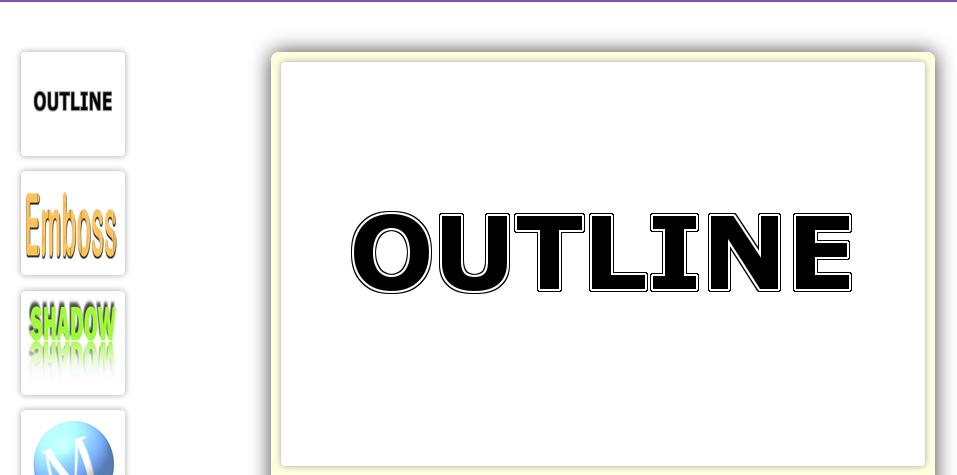 OUTLINE
Emboss
SHADOW
M
OUTLINE